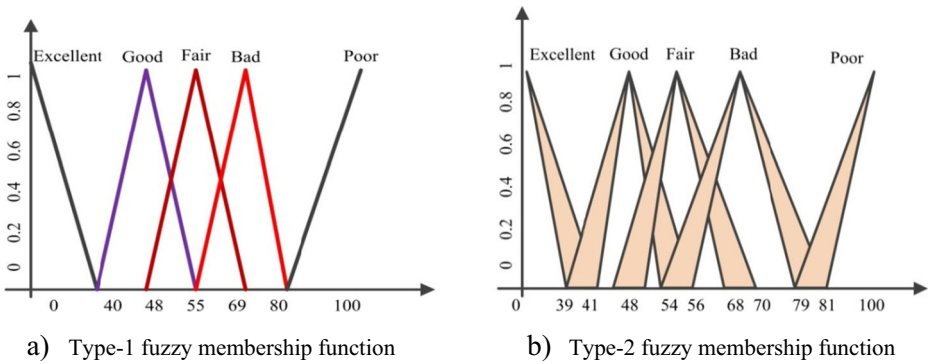 Excellent Good Fair Bad Poor
1
0.8
0.6
0.4
0.2
0
0 40 48 55 69 80 100
a) Type-1 fuzzy membership function
Excellent Good Fair Bad Poor
1
0.8
0.6
0.4
0.2
0
0 39 41 48 54 56 68 70 79 81 100
b) Type-2 fuzzy membership function